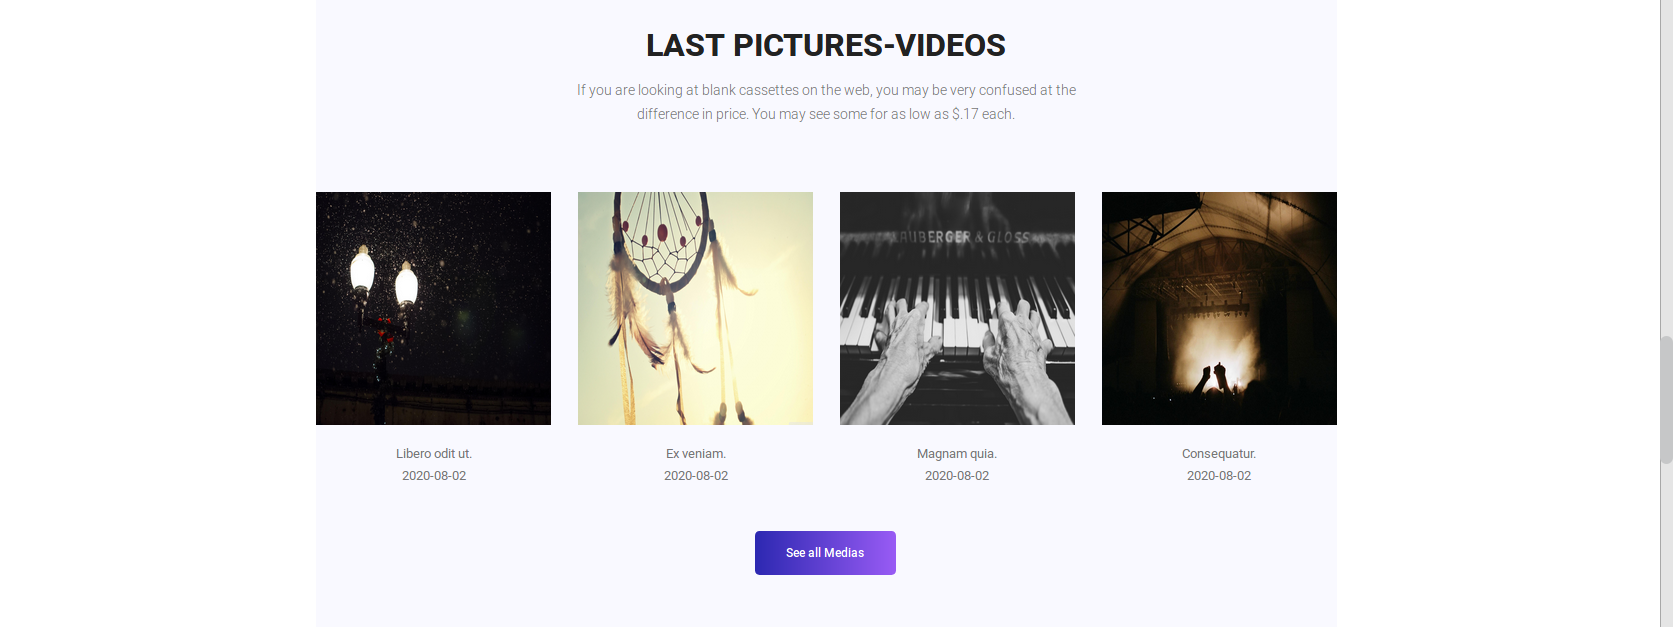 LAST PICTURES-VIDEOS
If you are looking at blank cassettes on the web, you may be very confused at the
difference in price. You may see some for as low as $.17 each.
AUBERGER & GLOSS
Libero odit ut.
Ex veniam.
Magnam quia.
Consequatur.
2020-08-02
2020-08-02
2020-08-02
2020-08-02
See all Medias